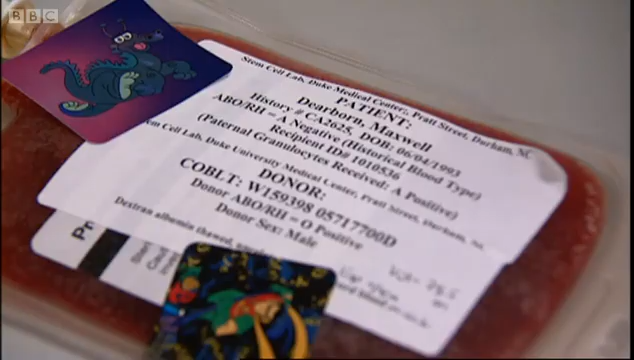 BBC
Stem Cell Lab, Duke Medical Center, Pratt Street, Durham, NC
PATIENT:
Dearborn, Maxwell
History # CA2625, DOB: 06/04/1993
ABO/RH = A Negative (Historical Blood Type)
Recipient ID# 1010536
(Paternal Granulocytes Received: A Positive)
Cell Lab, Duke University Medical Center, Pratt Street, Durham, NC
DONOR:
COBLT: W159398 05717700D
Donor ABO/RH = O Positive
Donor Sex: Male
Dextran albumin thawed,